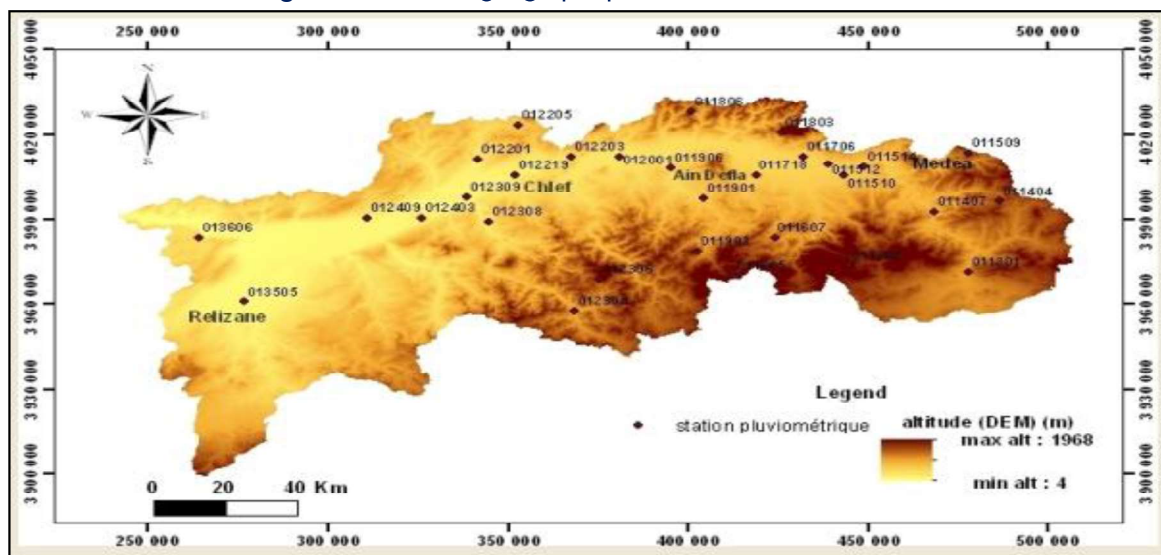 250 000 300 000 350 000 400 000 450 000 500 000
4050 000
4050 000
4020 000
4020 000
3990 000
3990 000
3960 000
3960 000
3930 000
3930 000
3900 000
3900 000
N
W E
S
011806
012205
011803
012201
012203
011706
011509
012001
011906
011718
011512
011510
Medea
012213
Ain Defla
Chlef
011901
012309
011404
011407
012409
012403
012308
013606
011607
011301
013505
Relizane
Legend
station pluviométrique
altitude (DEM) (m)
max alt : 1968
min alt : 4
0 20 40 Km
250 000 300 000 350 000 400 000 450 000 500 000